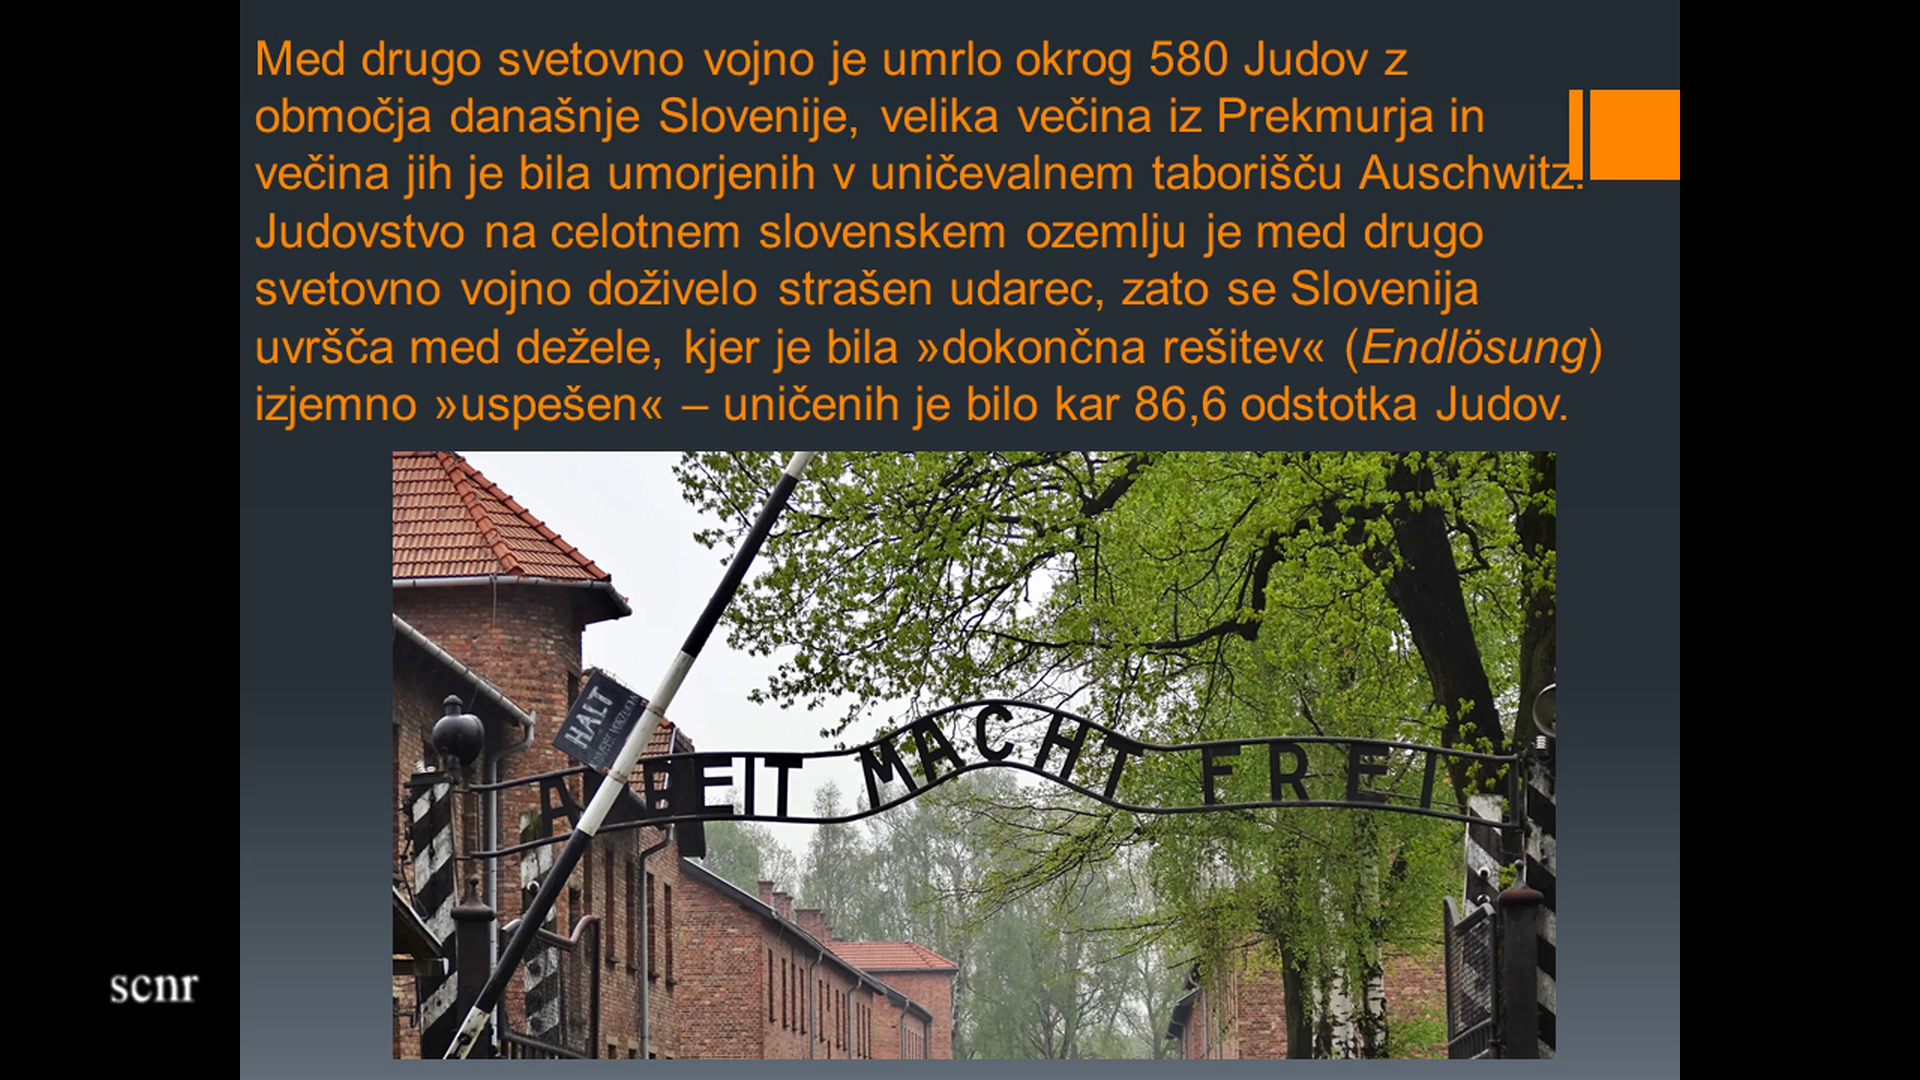 Med drugo svetovno vojno je umrlo okrog 580 Judov z
območja današnje Slovenije, velika večina iz Prekmurja in
večina jih je bila umorjenih v uničevalnem taborišču Auschwitz.
Judovstvo na celotnem slovenskem ozemlju je med drugo
svetovno vojno doživelo strašen udarec, zato se Slovenija
uvršča med dežele, kjer je bila »dokončna rešitev« (Endlösung)
izjemno »uspešen« – uničenih je bilo kar 86,6 odstotka Judov.
HALT
ARBEIT MACHT FREI
scnr